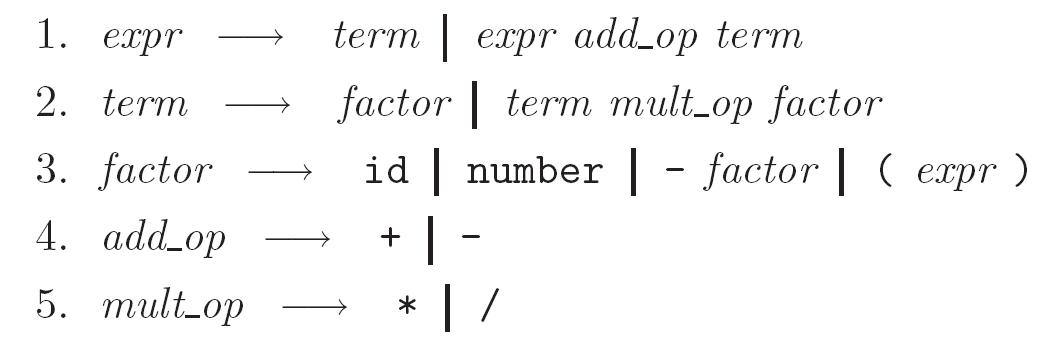 1. expr ⟶ term | expr add_op term
2. term ⟶ factor | term mult_op factor
3. factor ⟶ id | number | - factor | ( expr )
4. add_op ⟶ + | -
5. mult_op ⟶ * | /